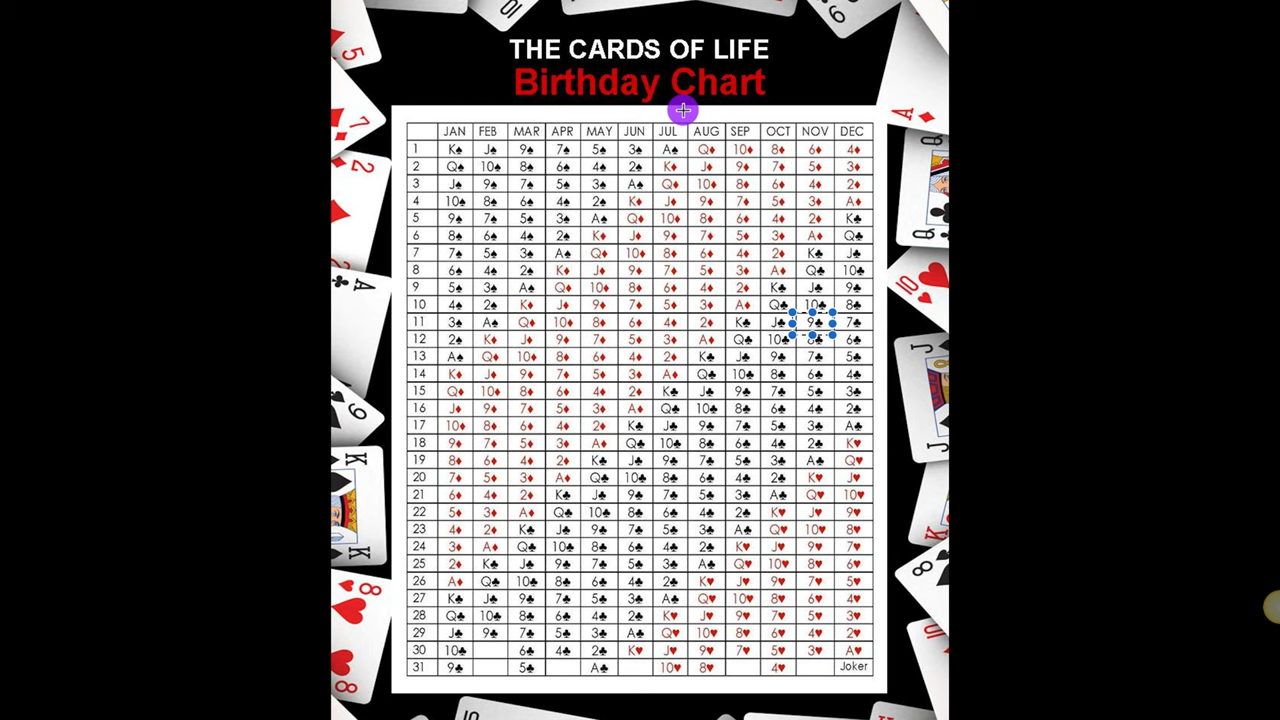 THE CARDS OF LIFE
Birthday Chart
JAN FEB MAR APR MAY JUN JUL AUG SEP OCT NOV DEC
1 K♠ J♠ 9♠ 7♠ 5♠ 3♠ A♠ Q♦ 10♦ 8♦ 6♦ 4♦
2 Q♠ 10♠ 8♠ 6♠ 4♠ 2♠ K♦ J♦ 9♦ 7♦ 5♦ 3♦
3 J♠ 9♠ 7♠ 5♠ 3♠ A♠ Q♦ 10♦ 8♦ 6♦ 4♦ 2♦
4 10♠ 8♠ 6♠ 4♠ 2♠ K♦ J♦ 9♦ 7♦ 5♦ 3♦ A♦
5 9♠ 7♠ 5♠ 3♠ A♠ Q♦ 10♦ 8♦ 6♦ 4♦ 2♦ K♣
6 8♠ 6♠ 4♠ 2♠ K♦ J♦ 9♦ 7♦ 5♦ 3♦ A♦ Q♣
7 7♠ 5♠ 3♠ A♠ Q♦ 10♦ 8♦ 6♦ 4♦ 2♦ K♣ J♣
8 6♠ 4♠ 2♠ K♦ J♦ 9♦ 7♦ 5♦ 3♦ A♦ Q♣ 10♣
9 5♠ 3♠ A♠ Q♦ 10♦ 8♦ 6♦ 4♦ 2♦ K♣ J♣ 9♣
10 4♠ 2♠ K♦ J♦ 9♦ 7♦ 5♦ 3♦ A♦ Q♣ 10♣ 8♣
11 3♠ A♠ Q♦ 10♦ 8♦ 6♦ 4♦ 2♦ K♣ J♣ 9♣ 7♣
12 2♠ K♦ J♦ 9♦ 7♦ 5♦ 3♦ A♦ Q♣ 10♣ 8♣ 6♣
13 A♠ Q♦ 10♦ 8♦ 6♦ 4♦ 2♦ K♣ J♣ 9♣ 7♣ 5♣
14 K♦ J♦ 9♦ 7♦ 5♦ 3♦ A♦ Q♣ 10♣ 8♣ 6♣ 4♣
15 Q♦ 10♦ 8♦ 6♦ 4♦ 2♦ K♣ J♣ 9♣ 7♣ 5♣ 3♣
16 J♦ 9♦ 7♦ 5♦ 3♦ A♦ Q♣ 10♣ 8♣ 6♣ 4♣ 2♣
17 10♦ 8♦ 6♦ 4♦ 2♦ K♣ J♣ 9♣ 7♣ 5♣ 3♣ A♣
18 9♦ 7♦ 5♦ 3♦ A♦ Q♣ 10♣ 8♣ 6♣ 4♣ 2♣ K♥
19 8♦ 6♦ 4♦ 2♦ K♣ J♣ 9♣ 7♣ 5♣ 3♣ A♣ Q♥
20 7♦ 5♦ 3♦ A♦ Q♣ 10♣ 8♣ 6♣ 4♣ 2♣ K♥ J♥
21 6♦ 4♦ 2♦ K♣ J♣ 9♣ 7♣ 5♣ 3♣ A♣ Q♥ 10♥
22 5♦ 3♦ A♦ Q♣ 10♣ 8♣ 6♣ 4♣ 2♣ K♥ J♥ 9♥
23 4♦ 2♦ K♣ J♣ 9♣ 7♣ 5♣ 3♣ A♣ Q♥ 10♥ 8♥
24 3♦ A♦ Q♣ 10♣ 8♣ 6♣ 4♣ 2♣ K♥ J♥ 9♥ 7♥
25 2♦ K♣ J♣ 9♣ 7♣ 5♣ 3♣ A♣ Q♥ 10♥ 8♥ 6♥
26 A♦ Q♣ 10♣ 8♣ 6♣ 4♣ 2♣ K♥ J♥ 9♥ 7♥ 5♥
27 K♣ J♣ 9♣ 7♣ 5♣ 3♣ A♣ Q♥ 10♥ 8♥ 6♥ 4♥
28 Q♣ 10♣ 8♣ 6♣ 4♣ 2♣ K♥ J♥ 9♥ 7♥ 5♥ 3♥
29 J♣ 9♣ 7♣ 5♣ 3♣ A♣ Q♥ 10♥ 8♥ 6♥ 4♥ 2♥
30 10♣ 6♣ 4♣ 2♣ K♥ J♥ 9♥ 7♥ 5♥ 3♥ A♥
31 9♣ 5♣ A♣ 10♥ 8♥ 4♥ Joker